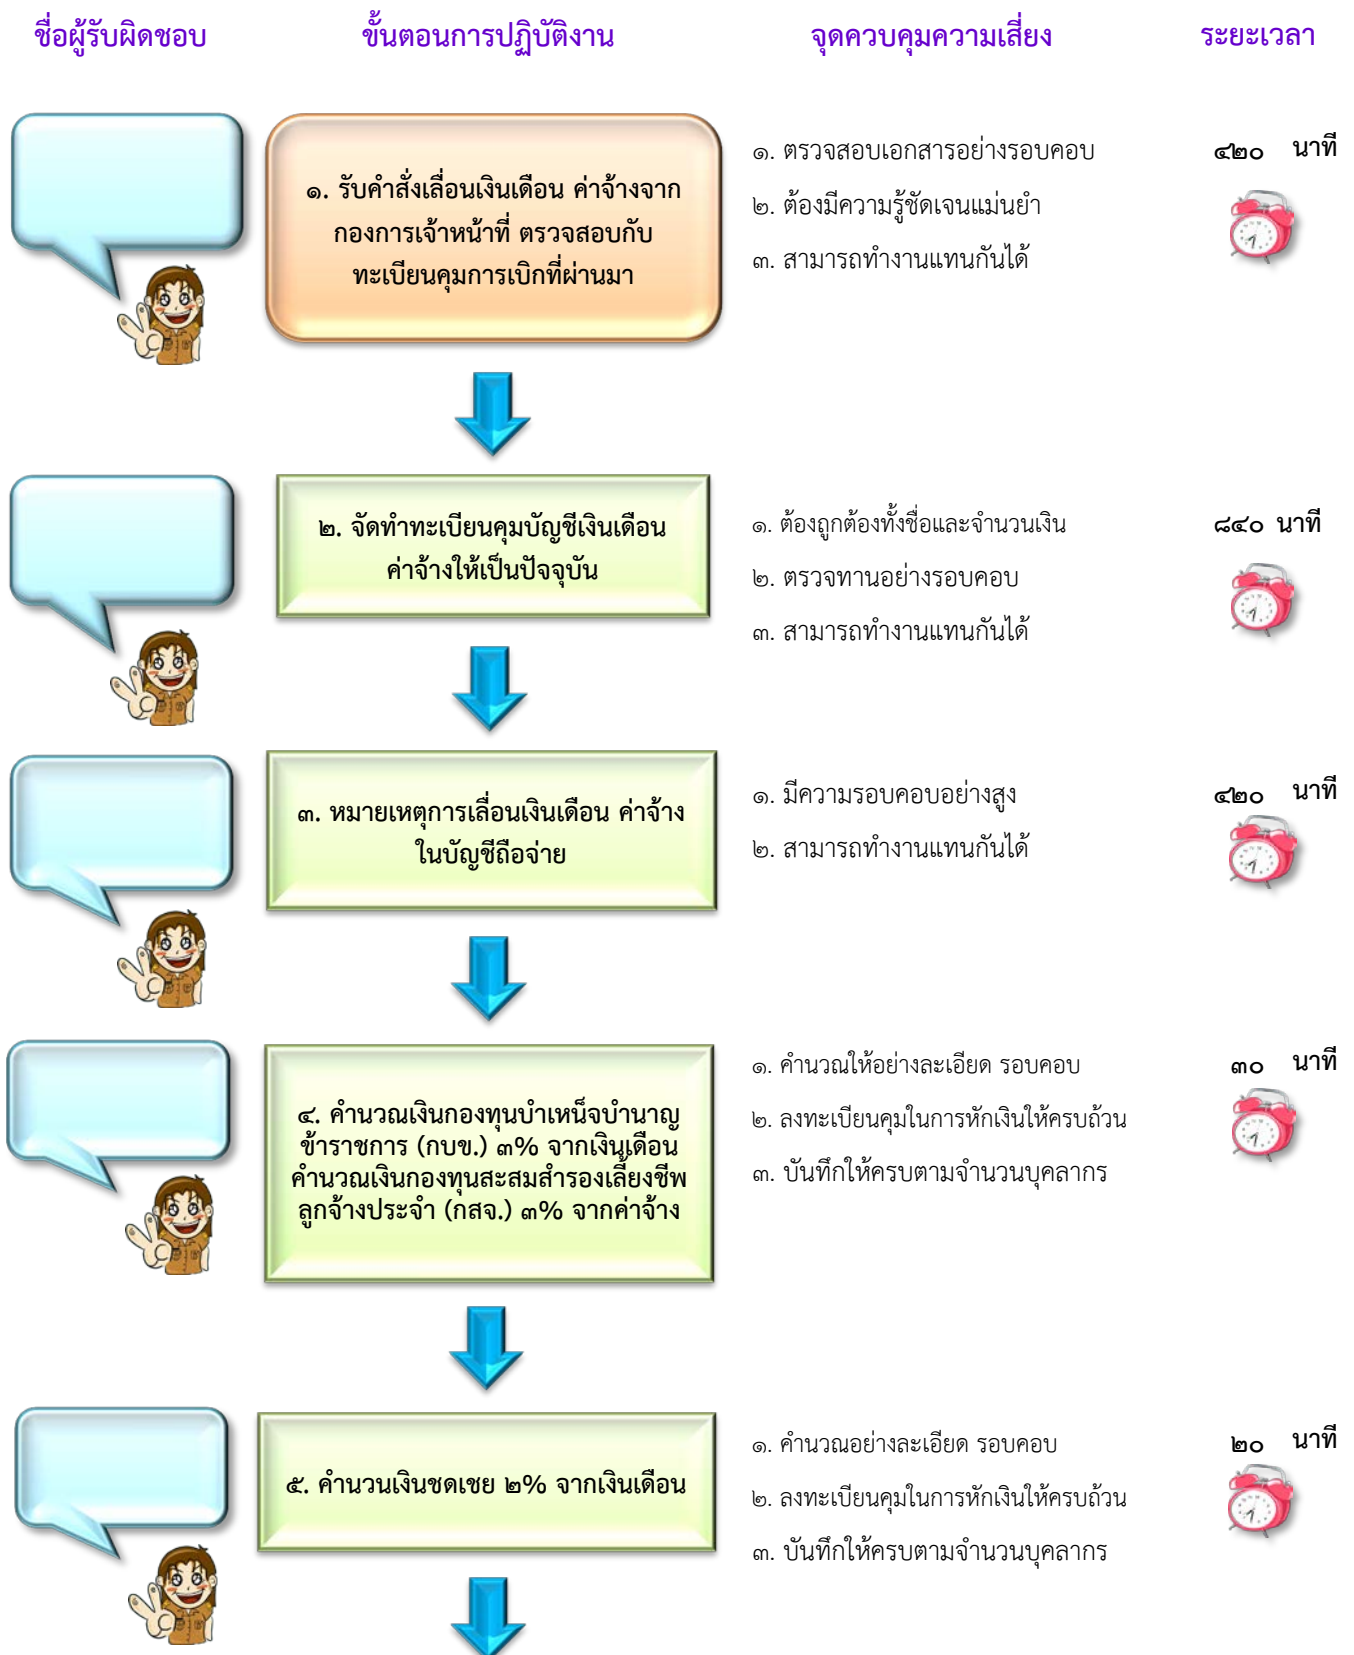 ชื่อผู้รับผิดชอบ ขั้นตอนการปฏิบัติงาน จุดควบคุมความเสี่ยง ระยะเวลา
๑. รับคำสั่งเลื่อนเงินเดือน ค่าจ้างจาก
กองการเจ้าหน้าที่ ตรวจสอบกับ
ทะเบียนคุมการเบิกที่ผ่านมา
๑. ตรวจสอบเอกสารอย่างรอบคอบ
๒. ต้องมีความรู้ชัดเจนแม่นยำ
๓. สามารถทำงานแทนกันได้
๔๒๐ นาที
๒. จัดทำทะเบียนคุมบัญชีเงินเดือน
ค่าจ้างให้เป็นปัจจุบัน
๑. ต้องถูกต้องทั้งชื่อและจำนวนเงิน
๒. ตรวจทานอย่างรอบคอบ
๓. สามารถทำงานแทนกันได้
๘๔๐ นาที
๓. หมายเหตุการเลื่อนเงินเดือน ค่าจ้าง
ในบัญชีถือจ่าย
๑. มีความรอบคอบอย่างสูง
๒. สามารถทำงานแทนกันได้
๔๒๐ นาที
๔. คำนวณเงินกองทุนบำเหน็จบำนาญ
ข้าราชการ (กบข.) ๓% จากเงินเดือน
คำนวณเงินกองทุนสะสมสำรองเลี้ยงชีพ
ลูกจ้างประจำ (กสจ.) ๓% จากค่าจ้าง
๑. คำนวณให้อย่างละเอียด รอบคอบ
๒. ลงทะเบียนคุมในการหักเงินให้ครบถ้วน
๓. บันทึกให้ครบตามจำนวนบุคลากร
๓๐ นาที
๕. คำนวนเงินชดเชย ๒% จากเงินเดือน
๑. คำนวณอย่างละเอียด รอบคอบ
๒. ลงทะเบียนคุมในการหักเงินให้ครบถ้วน
๓. บันทึกให้ครบตามจำนวนบุคลากร
๒๐ นาที